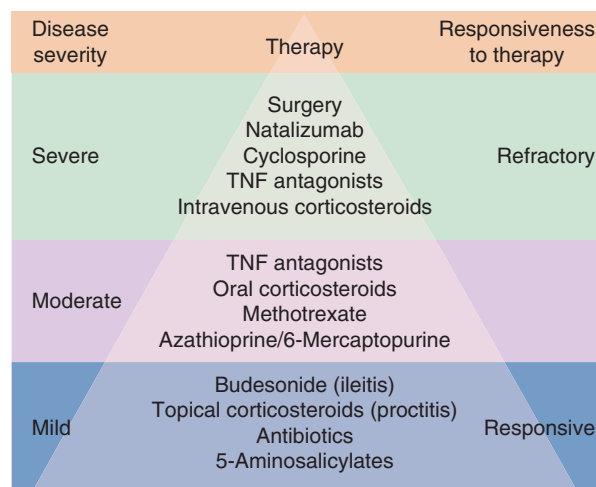 Disease
severity
Therapy
Responsiveness
to therapy
Severe
Surgery
Natalizumab
Cyclosporine
TNF antagonists
Intravenous corticosteroids
Refractory
Moderate
TNF antagonists
Oral corticosteroids
Methotrexate
Azathioprine/6-Mercaptopurine
Mild
Budesonide (ileitis)
Topical corticosteroids (proctitis)
Antibiotics
5-Aminosalicylates
Responsive